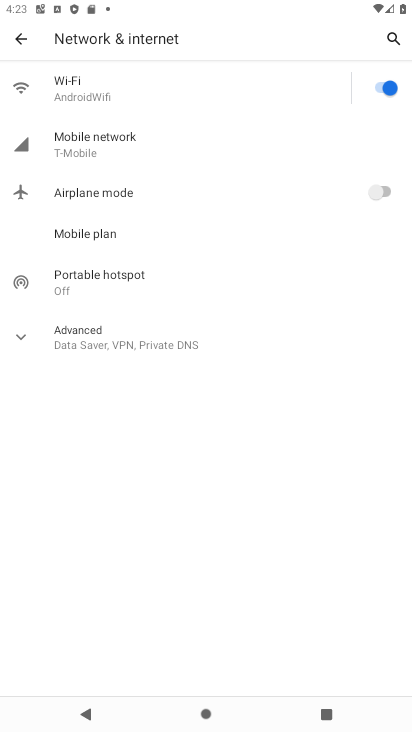 4:23
Network & internet
Wi-Fi
AndroidWifi
Mobile network
T-Mobile
Airplane mode
Mobile plan
Portable hotspot
Off
Advanced
Data Saver, VPN, Private DNS